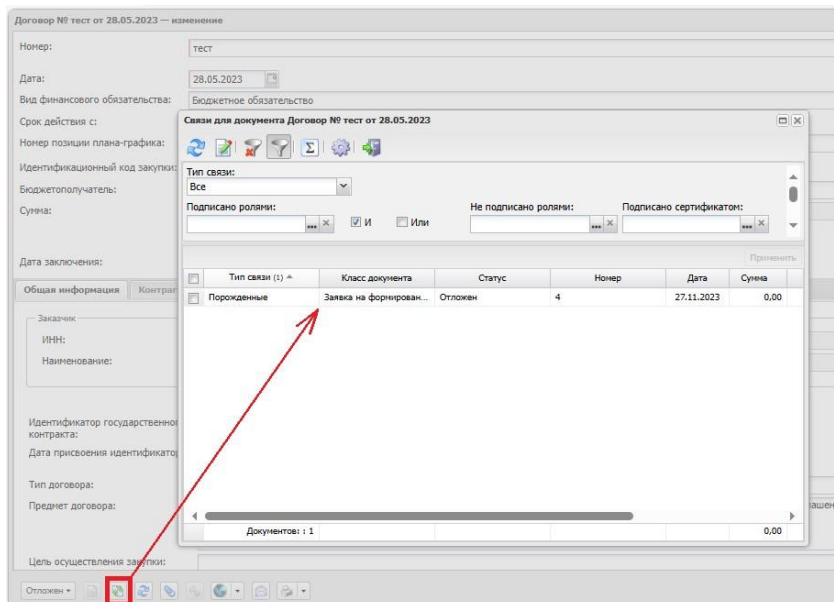 Договор № тест от 28.05.2023 — изменение
Номер:
тест
Дата:
28.05.2023
Вид финансового обязательства:
Бюджетное обязательство
Срок действия с:
Связи для документа Договор № тест от 28.05.2023
Номер позиции плана-графика:
Идентификационный код закупки:
Тип связи:
Все
Бюджетополучатель:
Подписано ролями:
И
Или
Не подписано ролями:
Подписано сертификатом:
Сумма:
Дата заключения:
Применить
Тип связи (1)
Класс документа
Статус
Номер
Дата
Сумма
Общая информация
Контраг
Порожденные
Заявка на формирован...
Отложен
4
27.11.2023
0,00
Заказчик
ИНН:
Наименование:
Идентификатор государственног
контракта:
Дата присвоения идентификатор
Тип договора:
Предмет договора:
ашен
Документов: : 1
0,00
Цель осуществления закупки:
Отложен